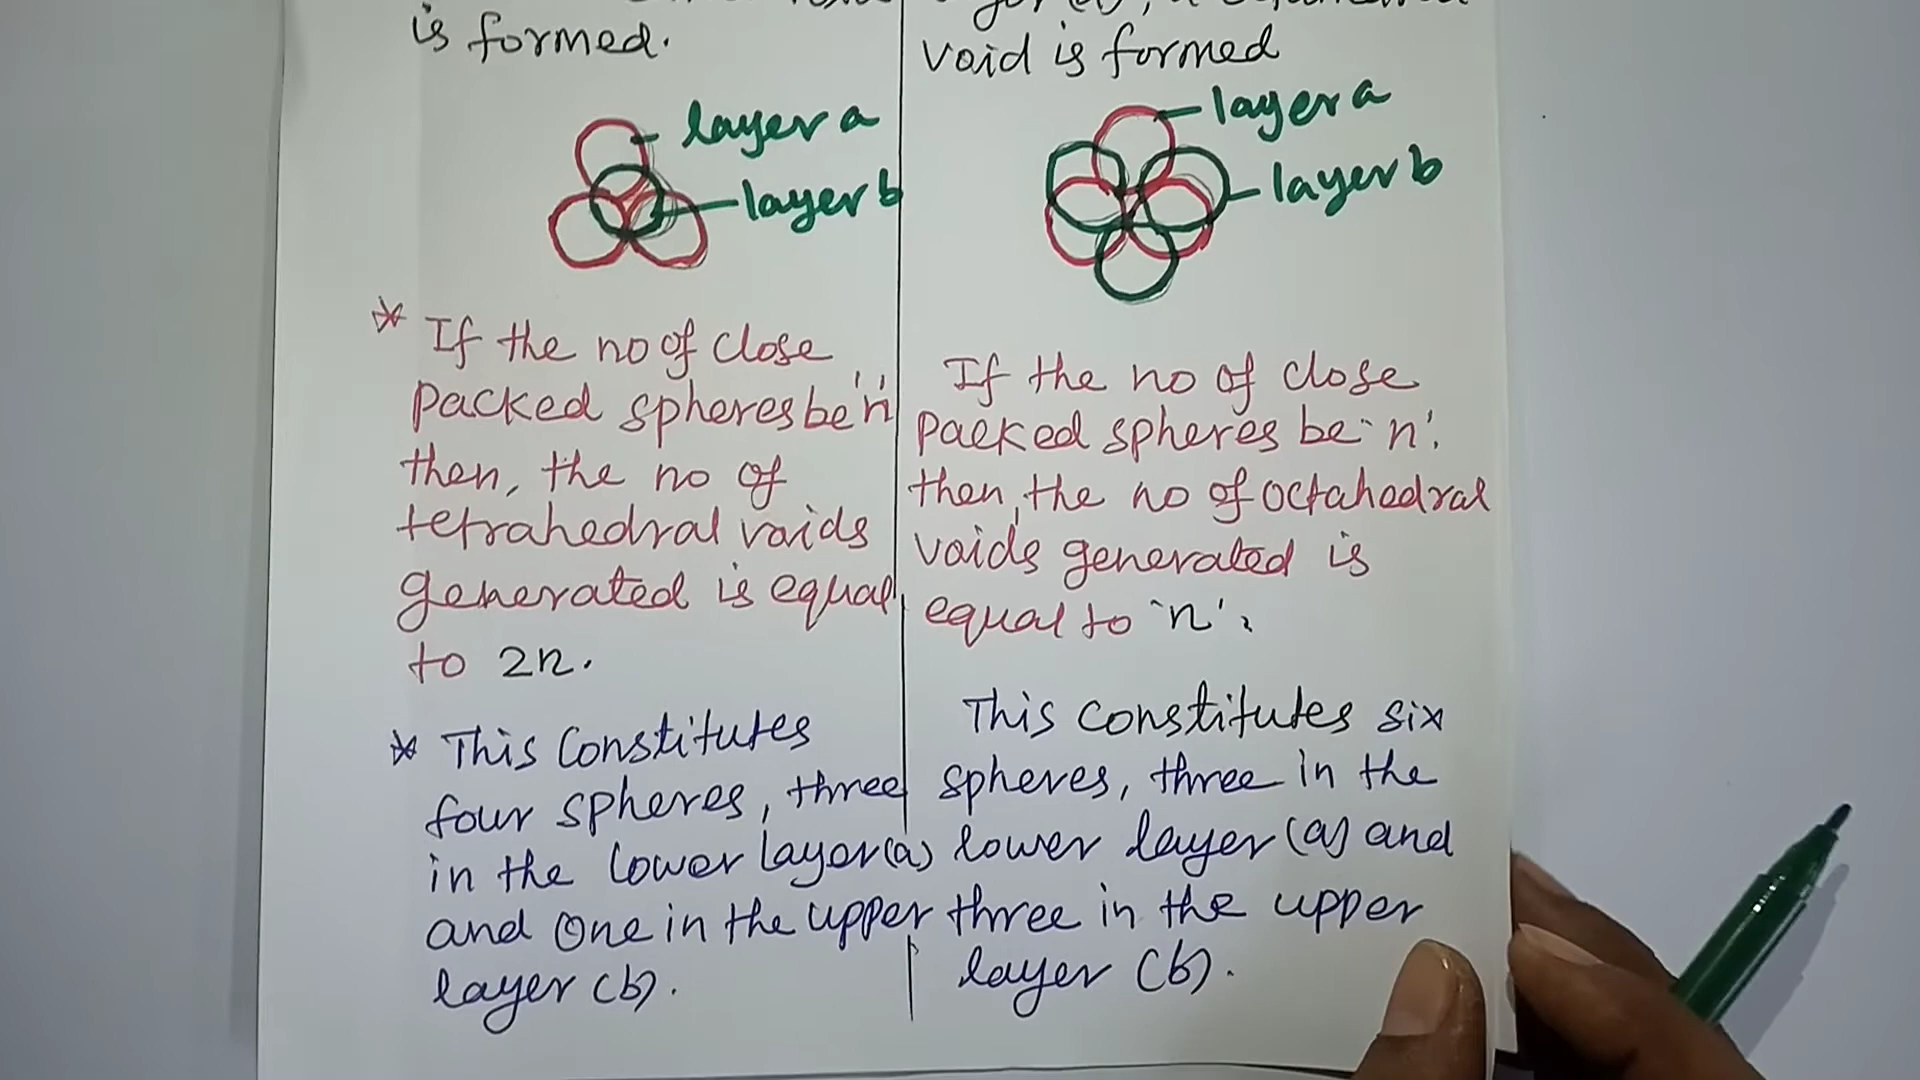 is formed.
layer a
layer b
* If the no of close
packed spheres be 'n'
then, the no of
tetrahedral voids
generated is equal
to 2n.
* This Constitutes
four spheres, three
in the lower layer (a)
and one in the upper
layer (b).
void is formed
layer a
layer b
If the no of close
packed spheres be 'n'.
then, the no of octahedral
voids generated is
equal to 'n'.
This constitutes six
spheres, three in the
lower layer (a) and
three in the upper
layer (b).